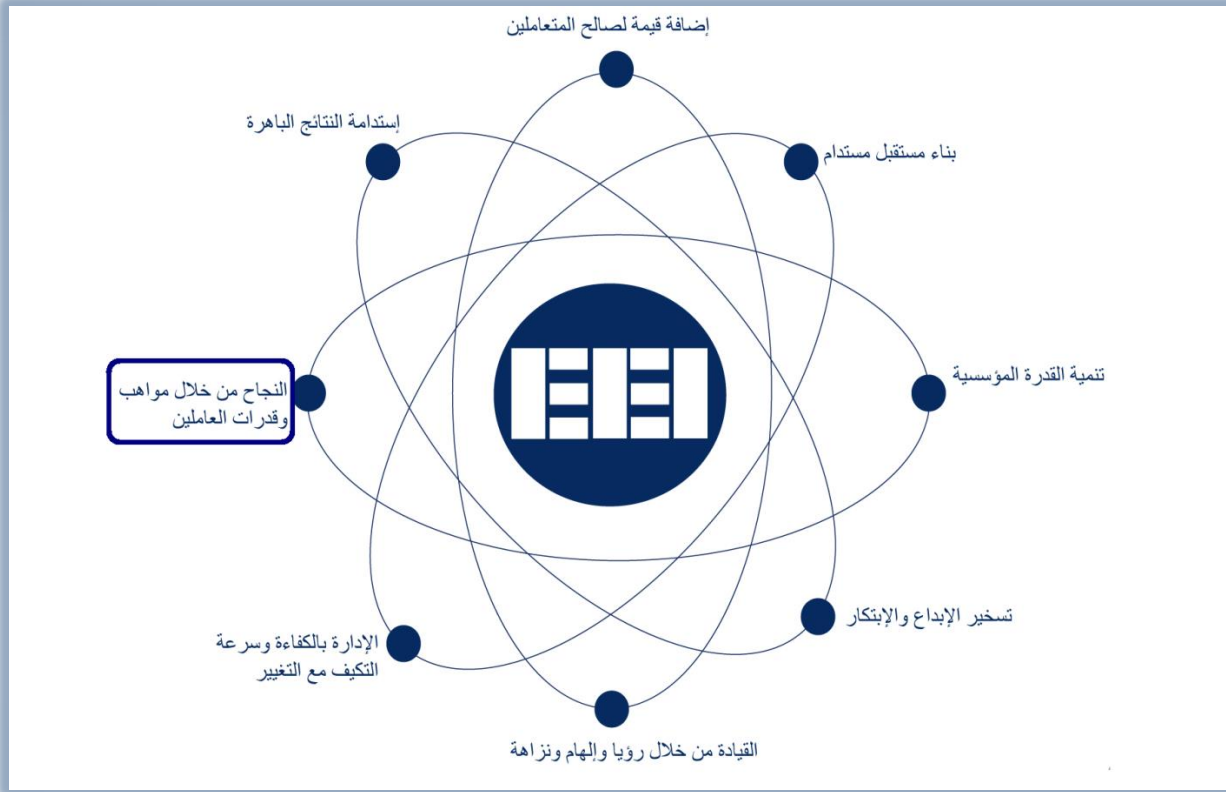 إضافة قيمة لصالح المتعاملين
بناء مستقبل مستدام
تنمية القدرة المؤسسية
تسخير الإبداع والإبتكار
القيادة من خلال رؤيا وإلهام ونزاهة
الإدارة بالكفاءة وسرعة
التكيف مع التغيير
النجاح من خلال مواهب
وقدرات العاملين
إستدامة النتائج الباهرة